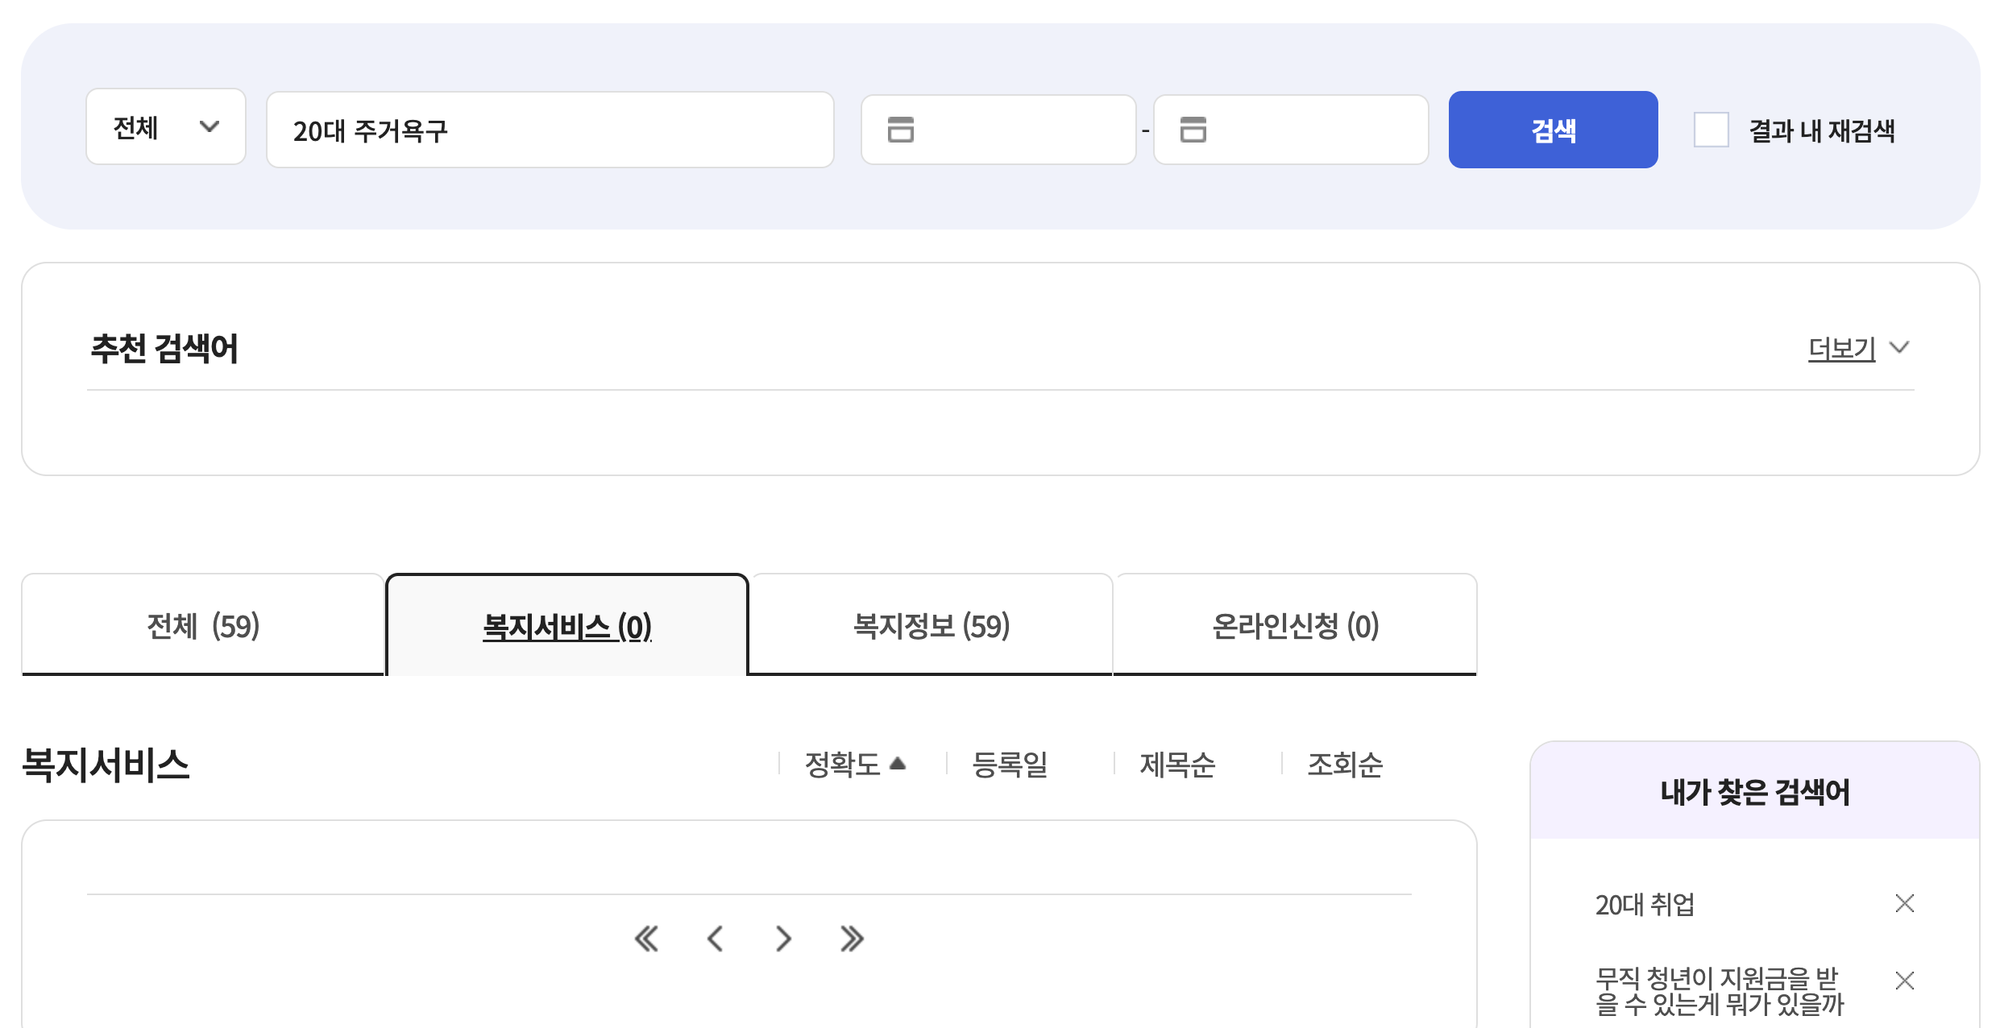 전체
20대 주거욕구
-
검색
결과 내 재검색
추천 검색어
더보기
전체 (59)
복지서비스 (0)
복지정보 (59)
온라인신청 (0)
복지서비스
정확도▲
등록일
제목순
조회순
내가 찾은 검색어
20대 취업
무직 청년이 지원금을 받
을 수 있는게 뭐가 있을까